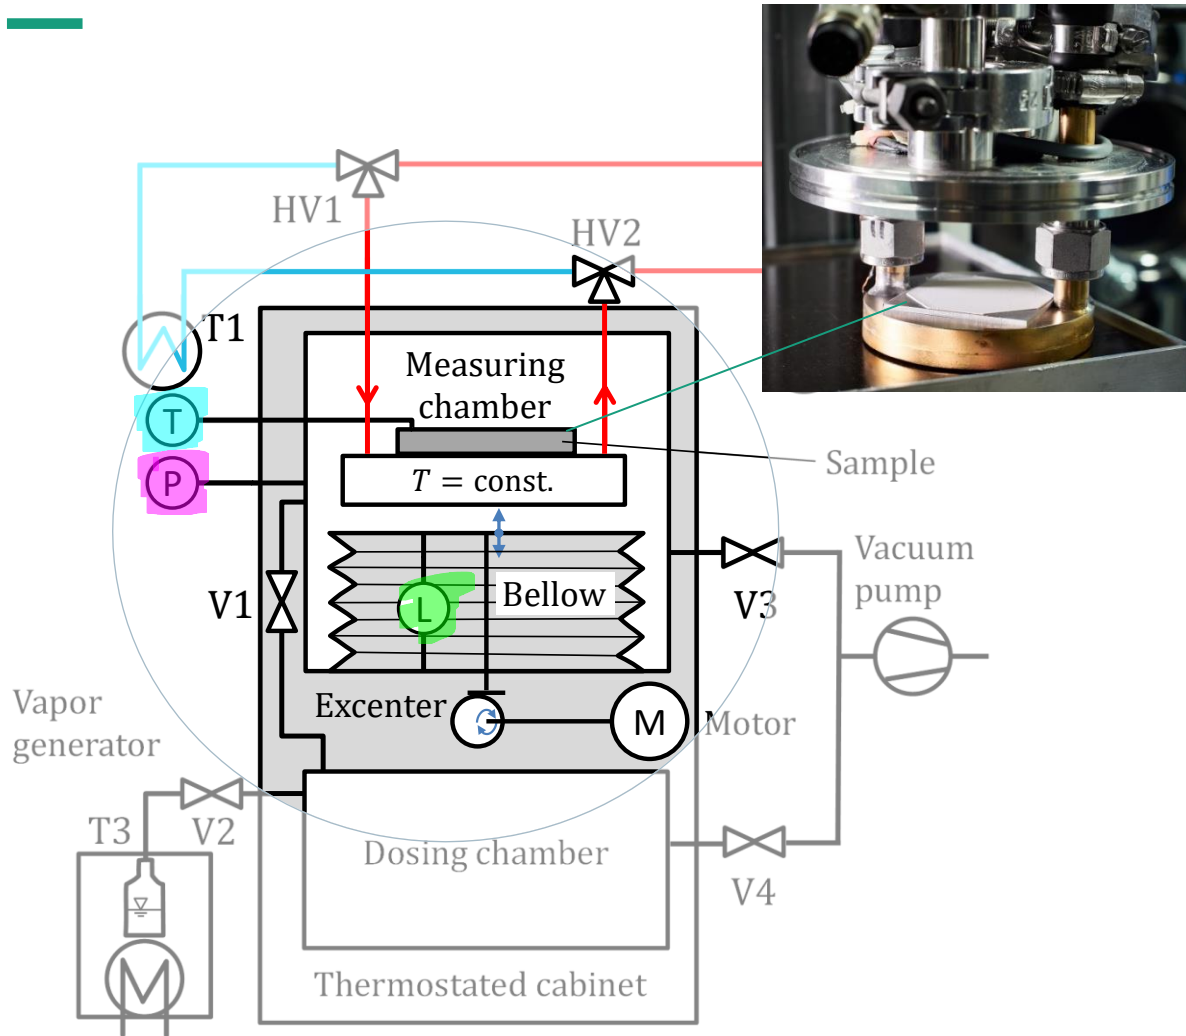 HV1
HV2
T1
Measuring
chamber
T
Sample
P
T = const.
Vacuum
pump
V1
L
Bellow
V3
Vapor
generator
Excenter
M
Motor
T3
V2
Dosing chamber
V4
Thermostated cabinet